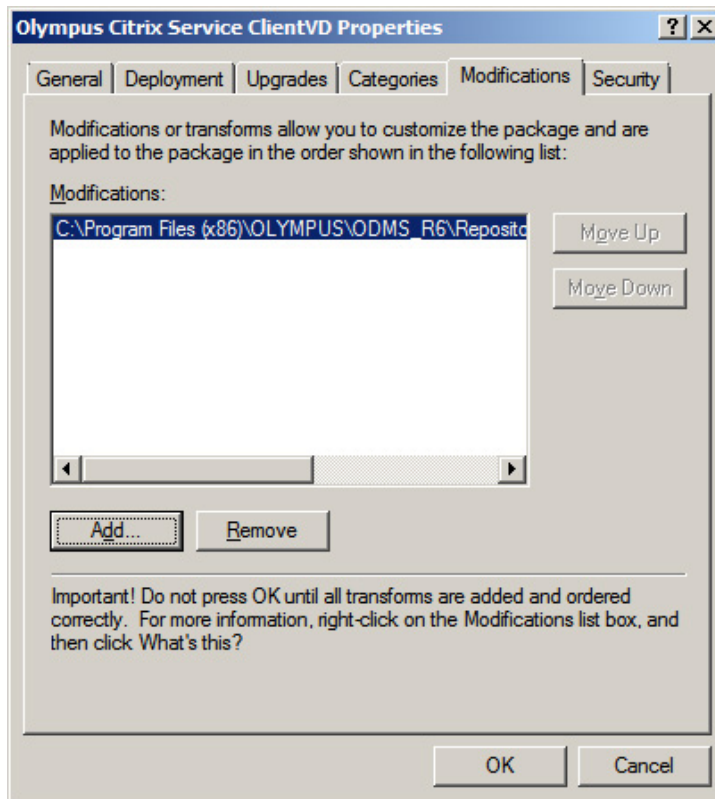 Olympus Citrix Service ClientVD Properties
General Deployment Upgrades Categories Modifications Security
Modifications or transforms allow you to customize the package and are
applied to the package in the order shown in the following list:
Modifications:
C:\Program Files (x86)\OLYMPUS\ODMS_R6\Reposito
Move Up
Move Down
Add... Remove
Important! Do not press OK until all transforms are added and ordered
correctly. For more information, right-click on the Modifications list box, and
then click What's this?
OK Cancel